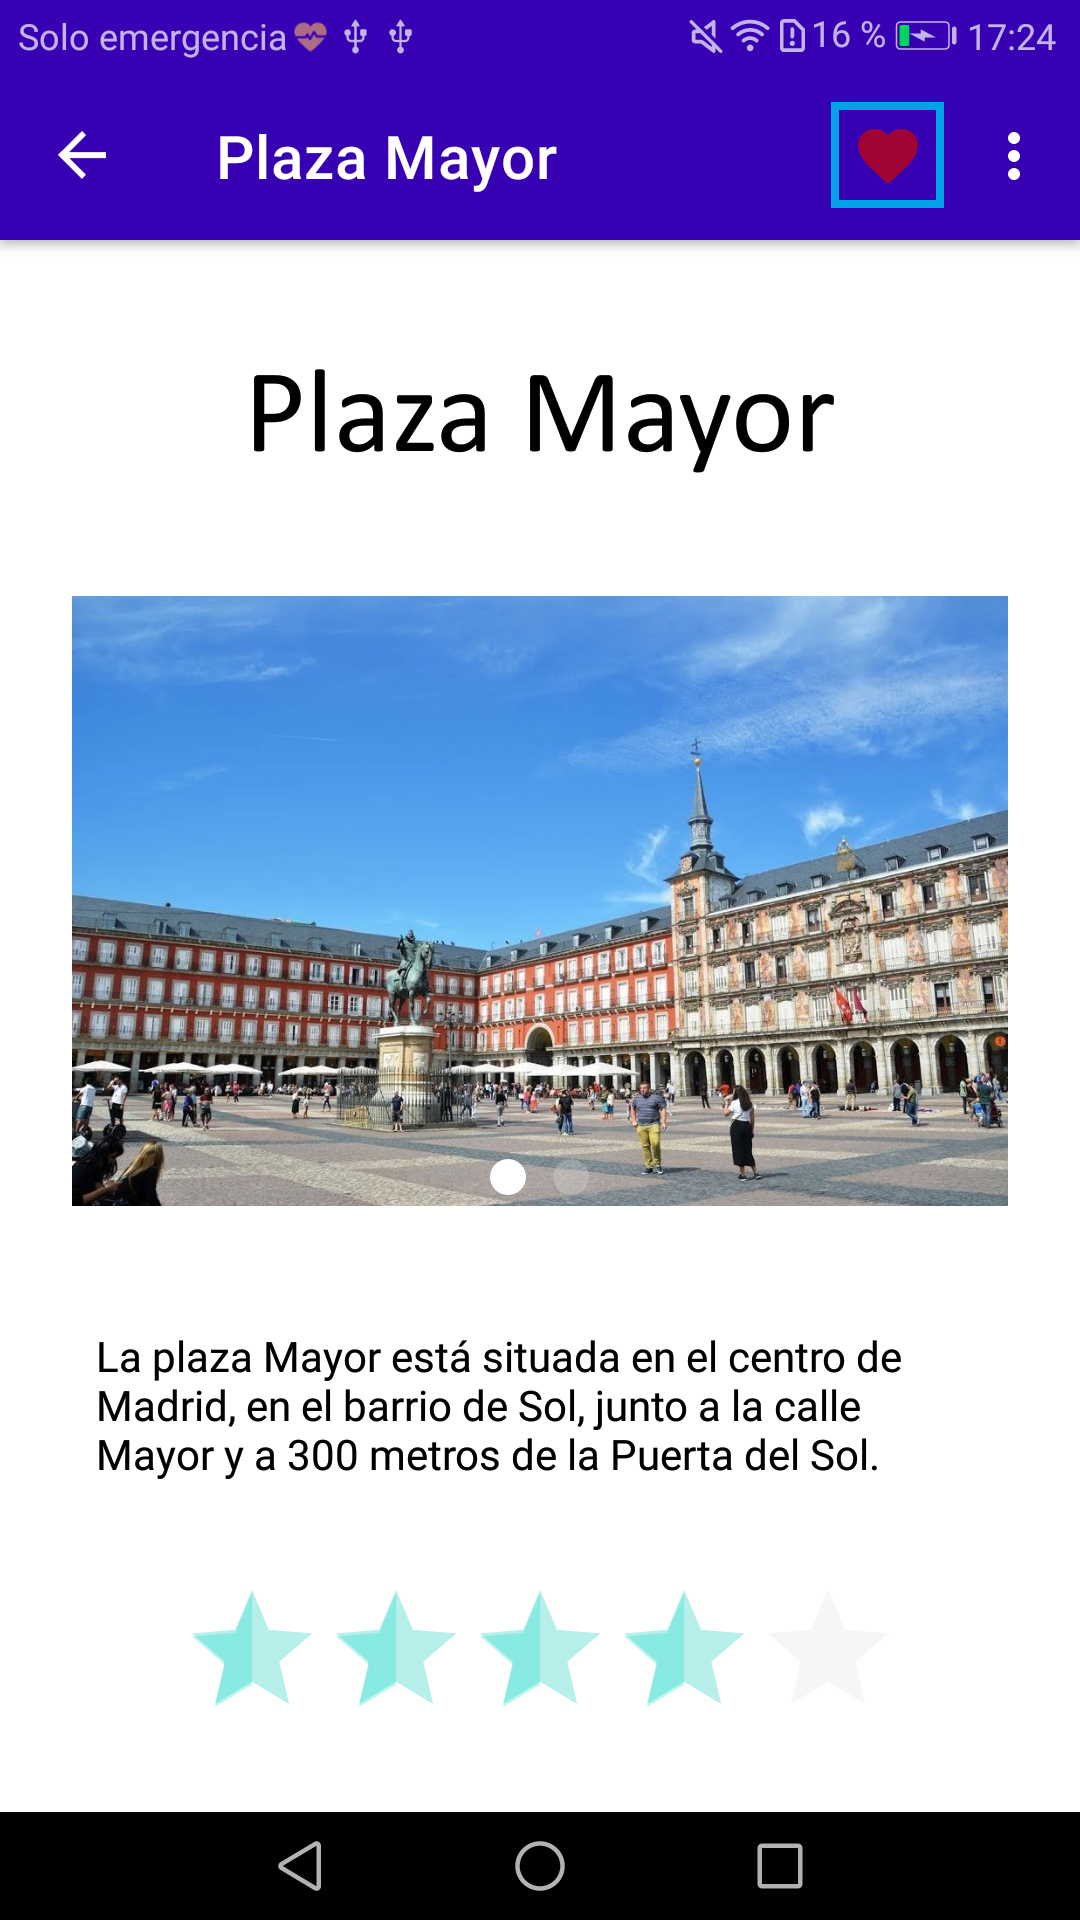 Solo emergencia 16 % 17:24
Plaza Mayor
Plaza Mayor
La plaza Mayor está situada en el centro de
Madrid, en el barrio de Sol, junto a la calle
Mayor y a 300 metros de la Puerta del Sol.